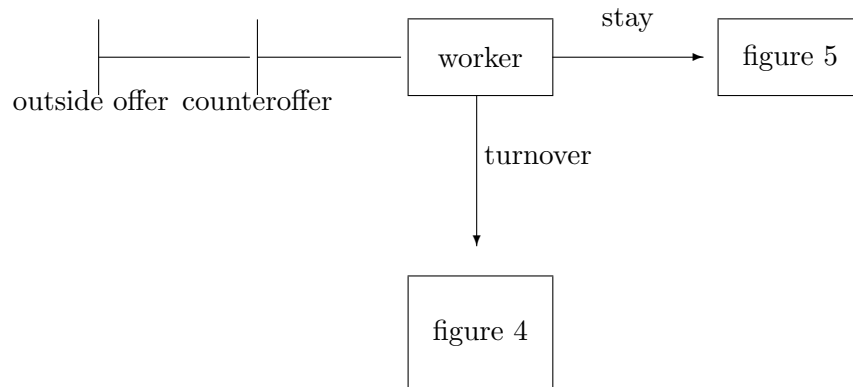 stay
worker
figure 5
outside offer
counteroffer
turnover
figure 4